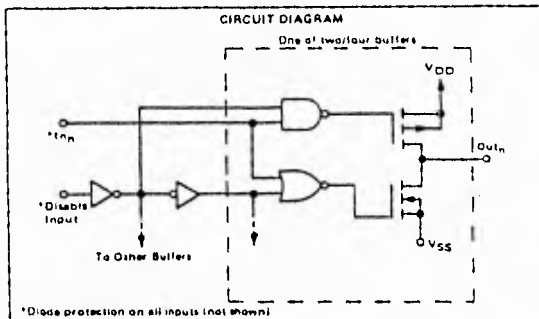 CIRCUIT DIAGRAM
One of two/four buffers
VDD
*Inn
Outn
*Disable
Input
To Other Buffers
VSS
*Diode protection on all inputs (not shown)